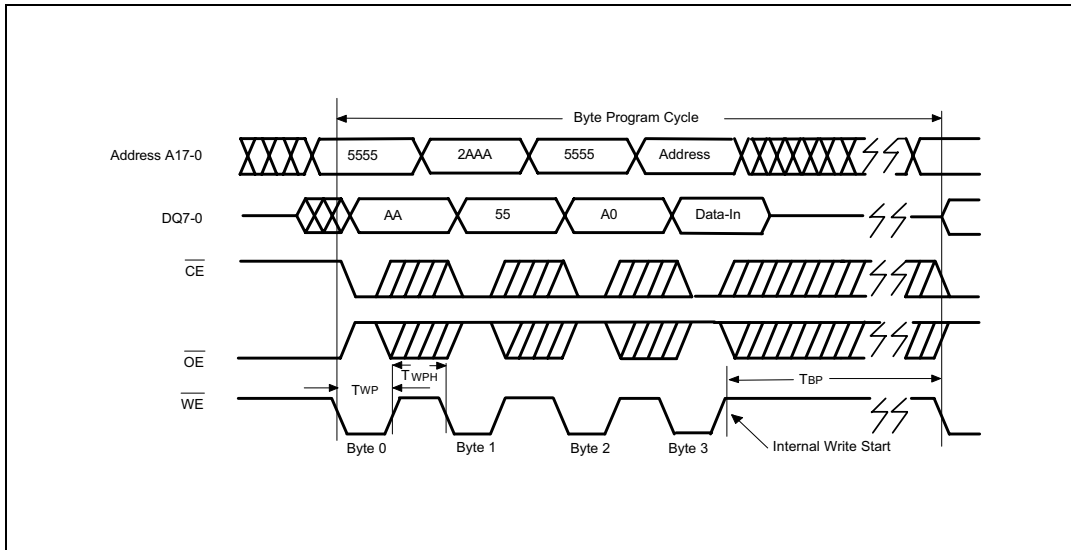 Byte Program Cycle
Address A17-0
5555
2AAA
5555
Address
DQ7-0
AA
55
A0
Data-In
CE
OE
TWP
TWPH
TBP
WE
Byte 0
Byte 1
Byte 2
Byte 3
Internal Write Start